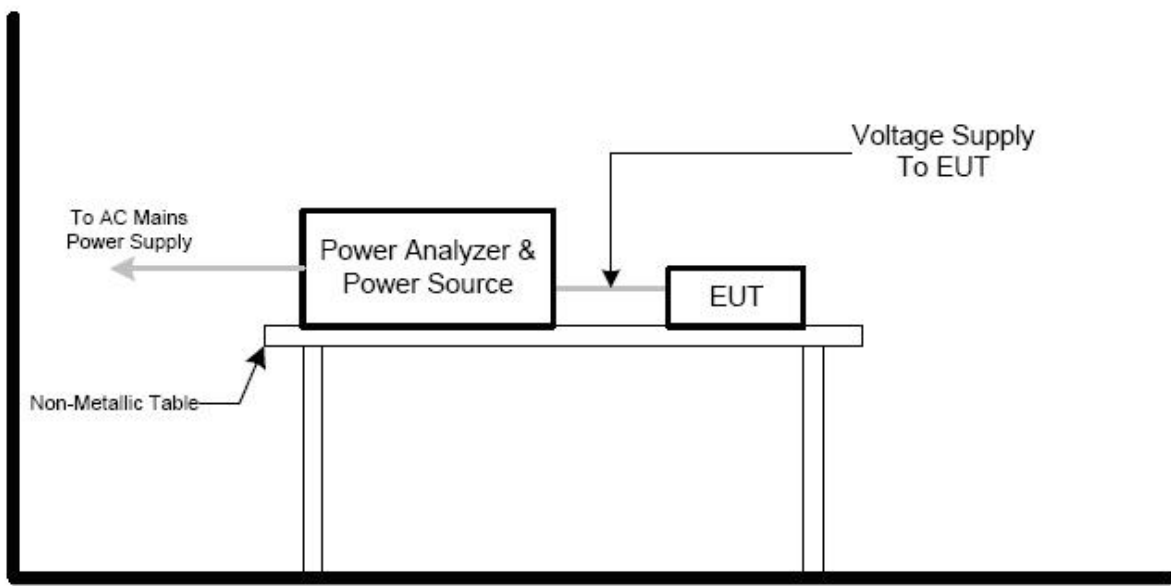 Voltage Supply
To EUT
To AC Mains
Power Supply
Power Analyzer &
Power Source
EUT
Non-Metallic Table